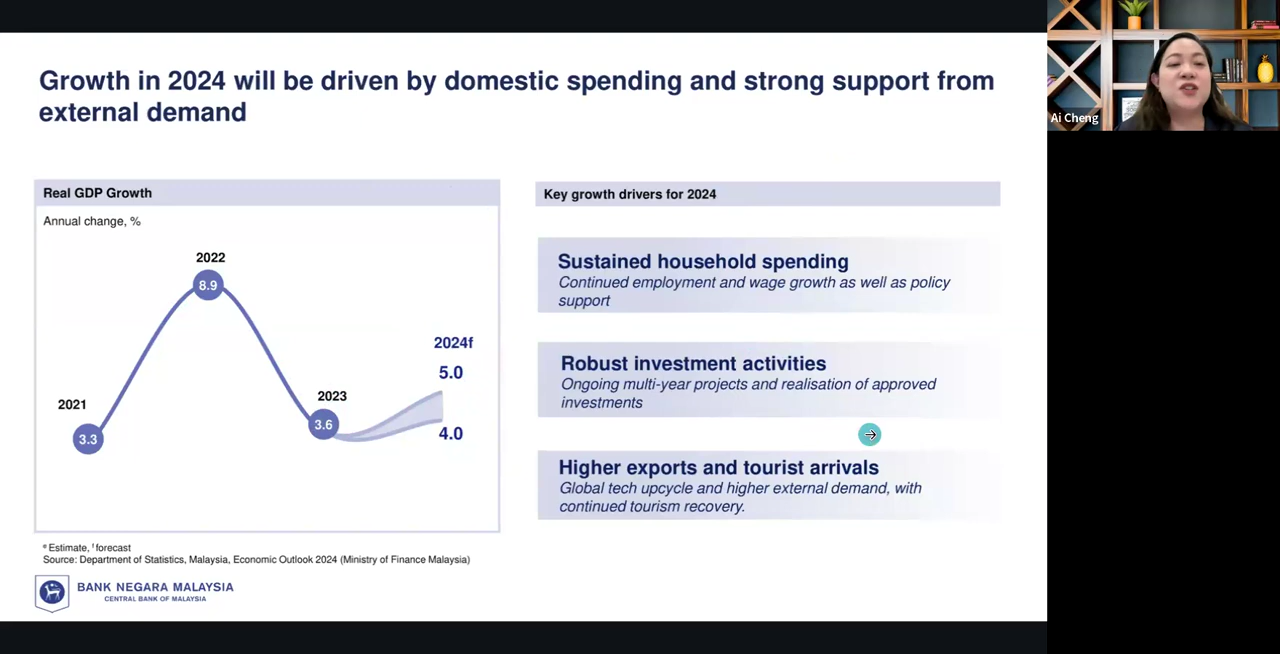 Growth in 2024 will be driven by domestic spending and strong support from
external demand
Real GDP Growth
Annual change, %
2022
8.9
2024f
5.0
2023
2021
3.6
4.0
3.3
Key growth drivers for 2024
Sustained household spending
Continued employment and wage growth as well as policy
support
Robust investment activities
Ongoing multi-year projects and realisation of approved
investments
Higher exports and tourist arrivals
Global tech upcycle and higher external demand, with
continued tourism recovery.
e Estimate, f forecast
Source: Department of Statistics, Malaysia, Economic Outlook 2024 (Ministry of Finance Malaysia)
BANK NEGARA MALAYSIA
CENTRAL BANK OF MALAYSIA
Ai Cheng